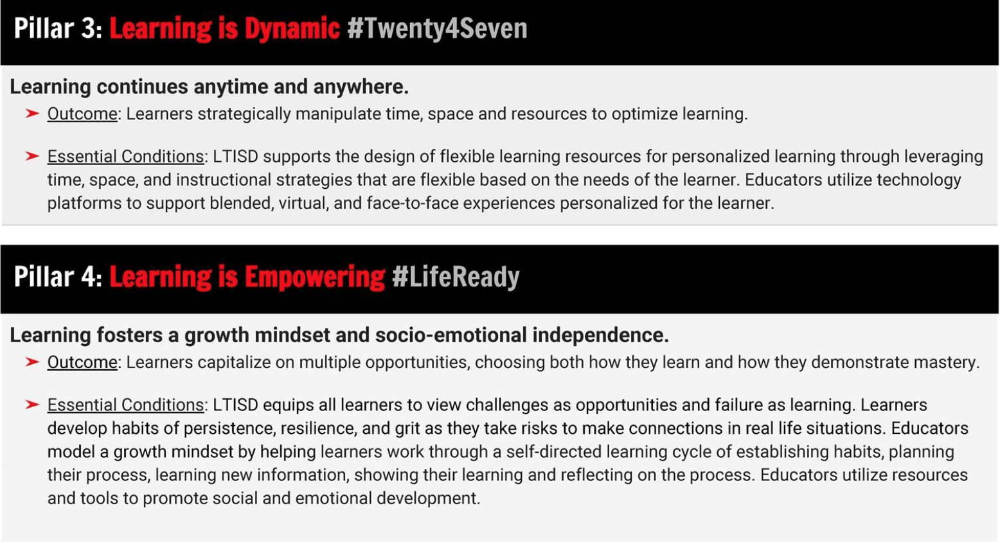 Pillar 3: Learning is Dynamic #Twenty4Seven
Learning continues anytime and anywhere.
➤ Outcome: Learners strategically manipulate time, space and resources to optimize learning.
➤ Essential Conditions: LTISD supports the design of flexible learning resources for personalized learning through leveraging
time, space, and instructional strategies that are flexible based on the needs of the learner. Educators utilize technology
platforms to support blended, virtual, and face-to-face experiences personalized for the learner.
Pillar 4: Learning is Empowering #LifeReady
Learning fosters a growth mindset and socio-emotional independence.
➤ Outcome: Learners capitalize on multiple opportunities, choosing both how they learn and how they demonstrate mastery.
➤ Essential Conditions: LTISD equips all learners to view challenges as opportunities and failure as learning. Learners
develop habits of persistence, resilience, and grit as they take risks to make connections in real life situations. Educators
model a growth mindset by helping learners work through a self-directed learning cycle of establishing habits, planning
their process, learning new information, showing their learning and reflecting on the process. Educators utilize resources
and tools to promote social and emotional development.